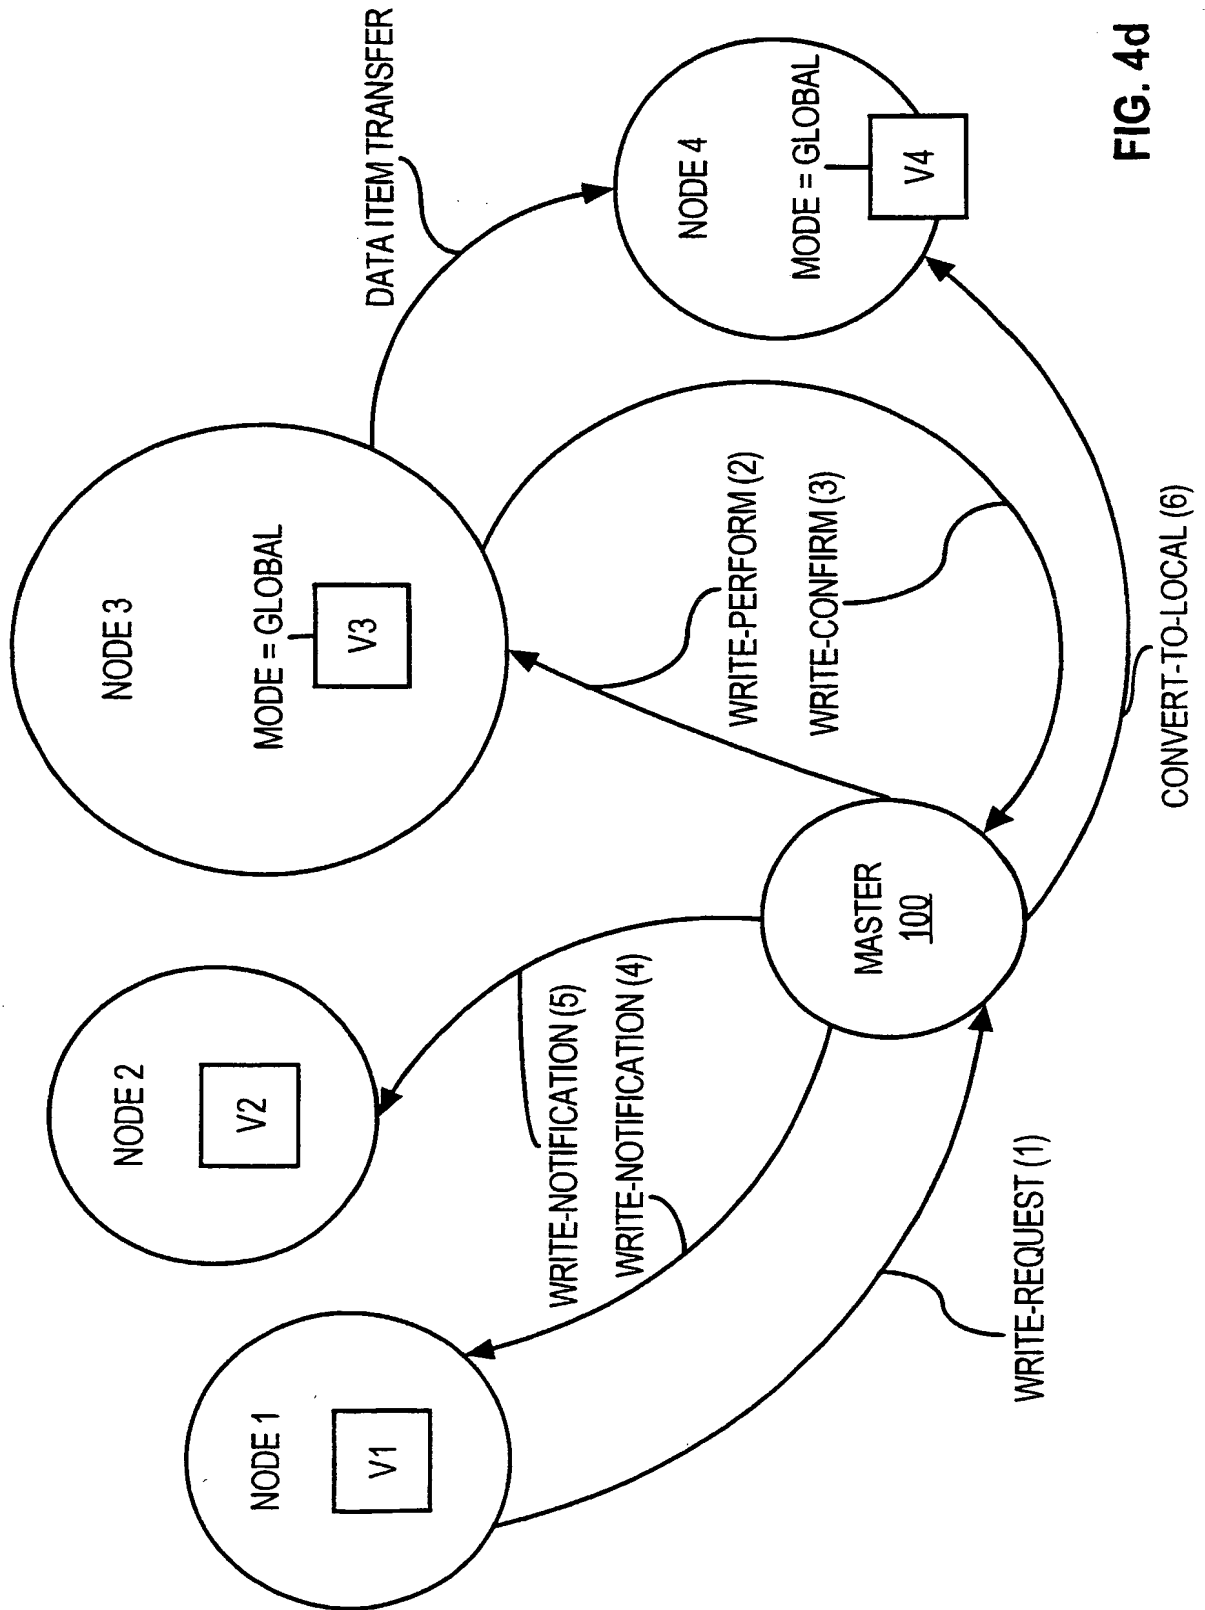 NODE 1
V1
NODE 2
V2
NODE 3
MODE = GLOBAL
V3
DATA ITEM TRANSFER
NODE 4
MODE = GLOBAL
V4
WRITE-NOTIFICATION (5)
WRITE-NOTIFICATION (4)
WRITE-PERFORM (2)
WRITE-CONFIRM (3)
MASTER
100
WRITE-REQUEST (1)
CONVERT-TO-LOCAL (6)
FIG. 4d